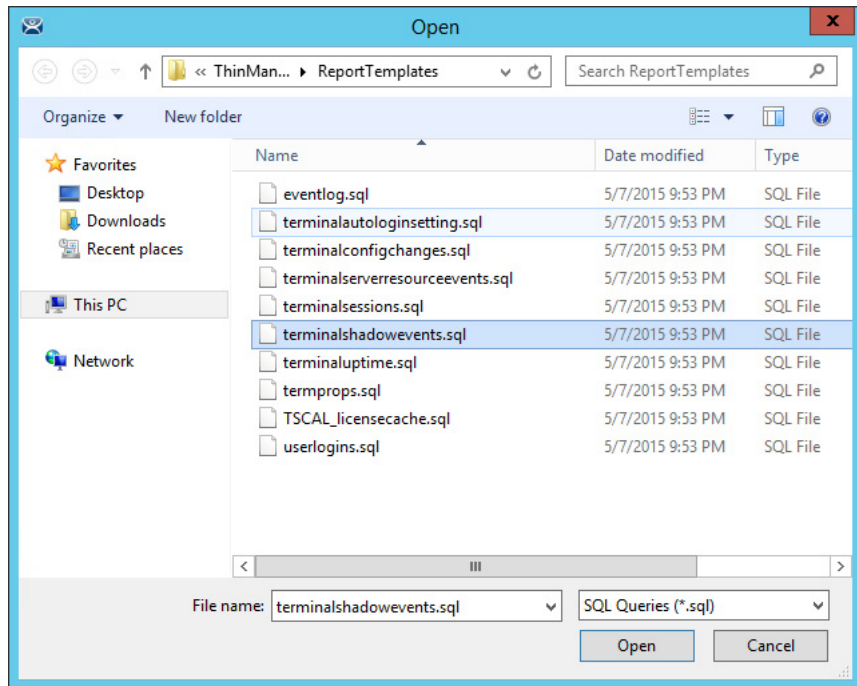 Open
x
« ThinMan... ▸ ReportTemplates
Search ReportTemplates
Organize
New folder
Name Date modified Type
Favorites
Desktop
Downloads
Recent places
This PC
Network
eventlog.sql 5/7/2015 9:53 PM SQL File
terminalautologinsetting.sql 5/7/2015 9:53 PM SQL File
terminalconfigchanges.sql 5/7/2015 9:53 PM SQL File
terminalserverresourceevents.sql 5/7/2015 9:53 PM SQL File
terminalsessions.sql 5/7/2015 9:53 PM SQL File
terminalshadowevents.sql 5/7/2015 9:53 PM SQL File
terminaluptime.sql 5/7/2015 9:53 PM SQL File
termprops.sql 5/7/2015 9:53 PM SQL File
TSCAL_licensecache.sql 5/7/2015 9:53 PM SQL File
userlogins.sql 5/7/2015 9:53 PM SQL File
File name: terminalshadowevents.sql
SQL Queries (*.sql)
Open Cancel